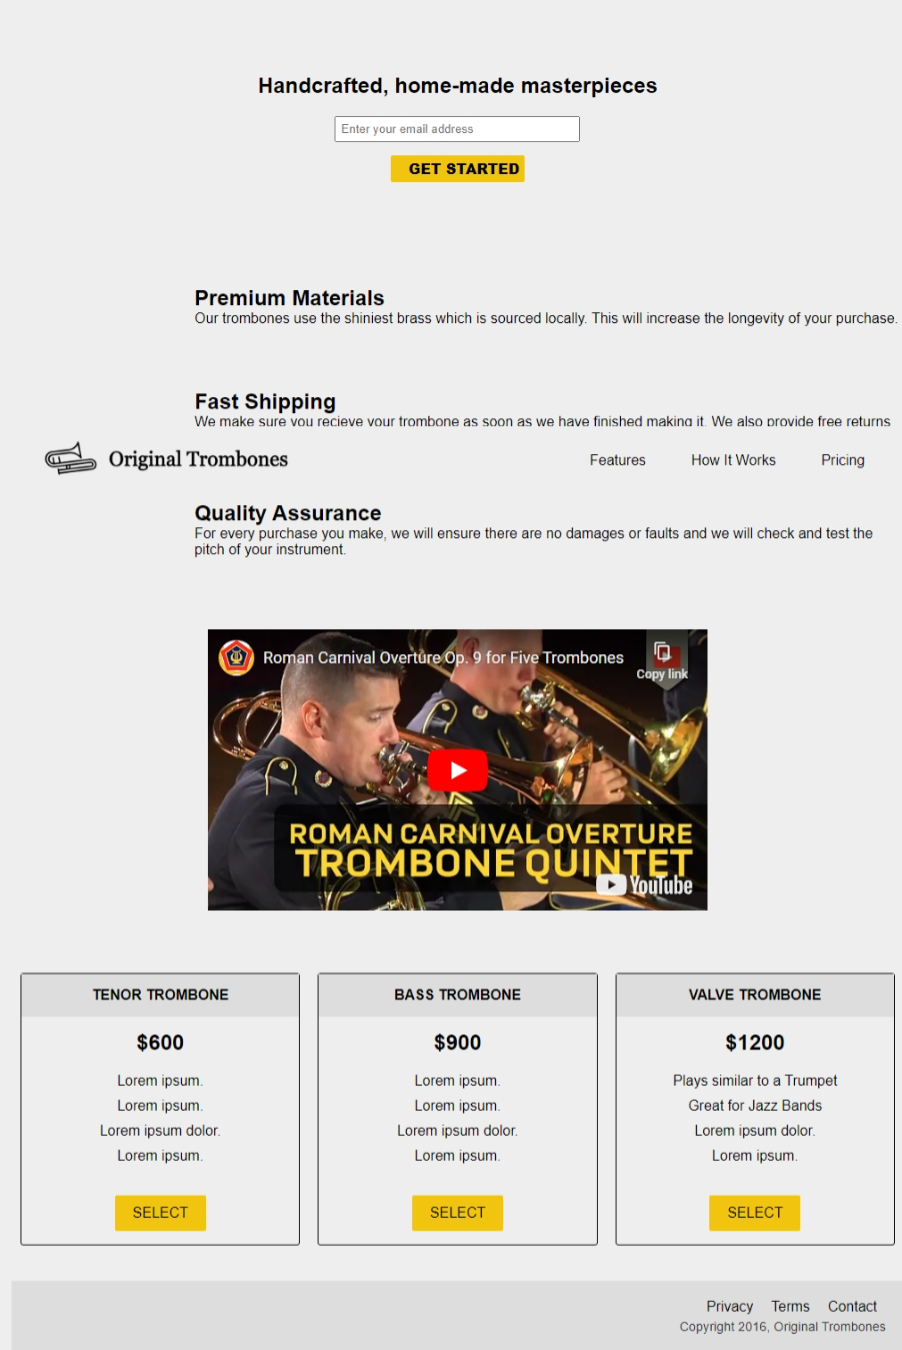 Handcrafted, home-made masterpieces
Enter your email address
GET STARTED
Premium Materials
Our trombones use the shiniest brass which is sourced locally. This will increase the longevity of your purchase.
Fast Shipping
We make sure you recieve your trombone as soon as we have finished making it. We also provide free returns
Original Trombones
Features How It Works Pricing
Quality Assurance
For every purchase you make, we will ensure there are no damages or faults and we will check and test the
pitch of your instrument.
Roman Carnival Overture Op. 9 for Five Trombones
Copy link
ROMAN CARNIVAL OVERTURE
TROMBONE QUINTET
YouTube
TENOR TROMBONE
$600
Lorem ipsum.
Lorem ipsum.
Lorem ipsum dolor.
Lorem ipsum.
SELECT
BASS TROMBONE
$900
Lorem ipsum.
Lorem ipsum.
Lorem ipsum dolor.
Lorem ipsum.
SELECT
VALVE TROMBONE
$1200
Plays similar to a Trumpet
Great for Jazz Bands
Lorem ipsum dolor.
Lorem ipsum.
SELECT
Privacy Terms Contact
Copyright 2016, Original Trombones